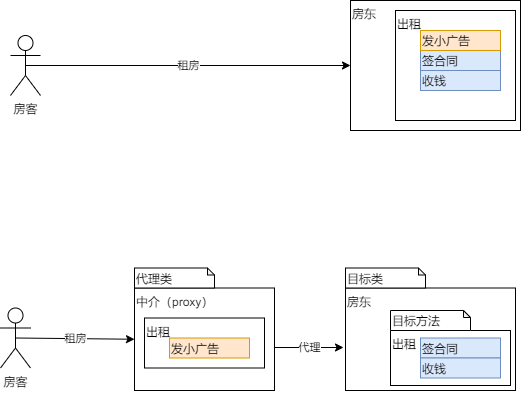 房东
出租
发小广告
签合同
收钱
租房
房客
代理类
目标类
中介（proxy）
房东
出租
发小广告
目标方法
租房
代理
出租
签合同
收钱
房客